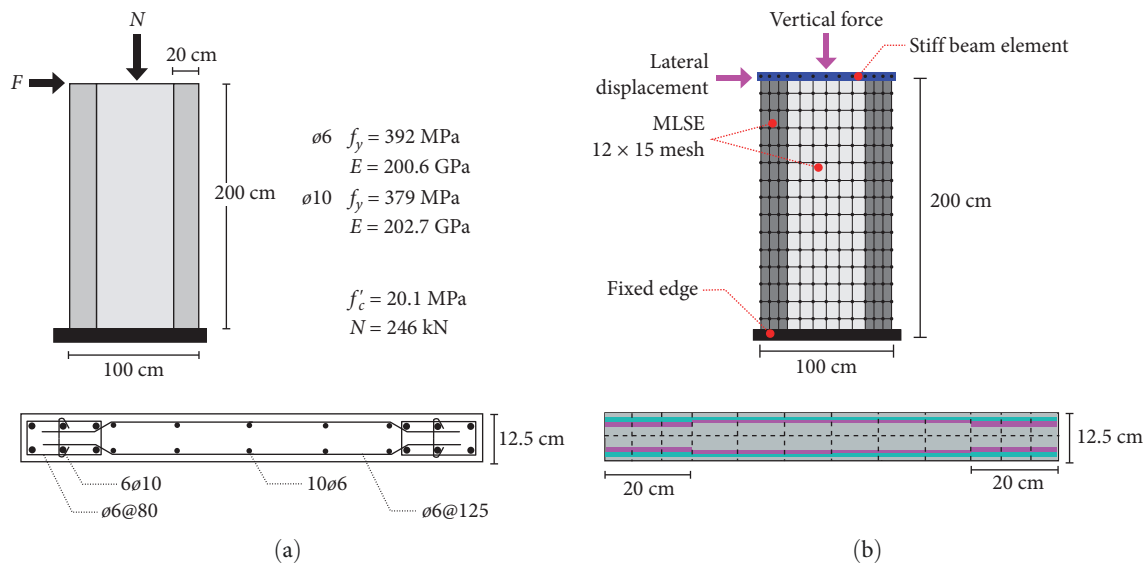 N
20 cm
F
ø6 f_y = 392 MPa
E = 200.6 GPa
ø10 f_y = 379 MPa
E = 202.7 GPa
200 cm
f'_c = 20.1 MPa
N = 246 kN
100 cm
12.5 cm
6ø10
10ø6
ø6@80
ø6@125
(a)
Vertical force
Stiff beam element
Lateral
displacement
MLSE
12 × 15 mesh
200 cm
Fixed edge
100 cm
12.5 cm
20 cm
20 cm
(b)